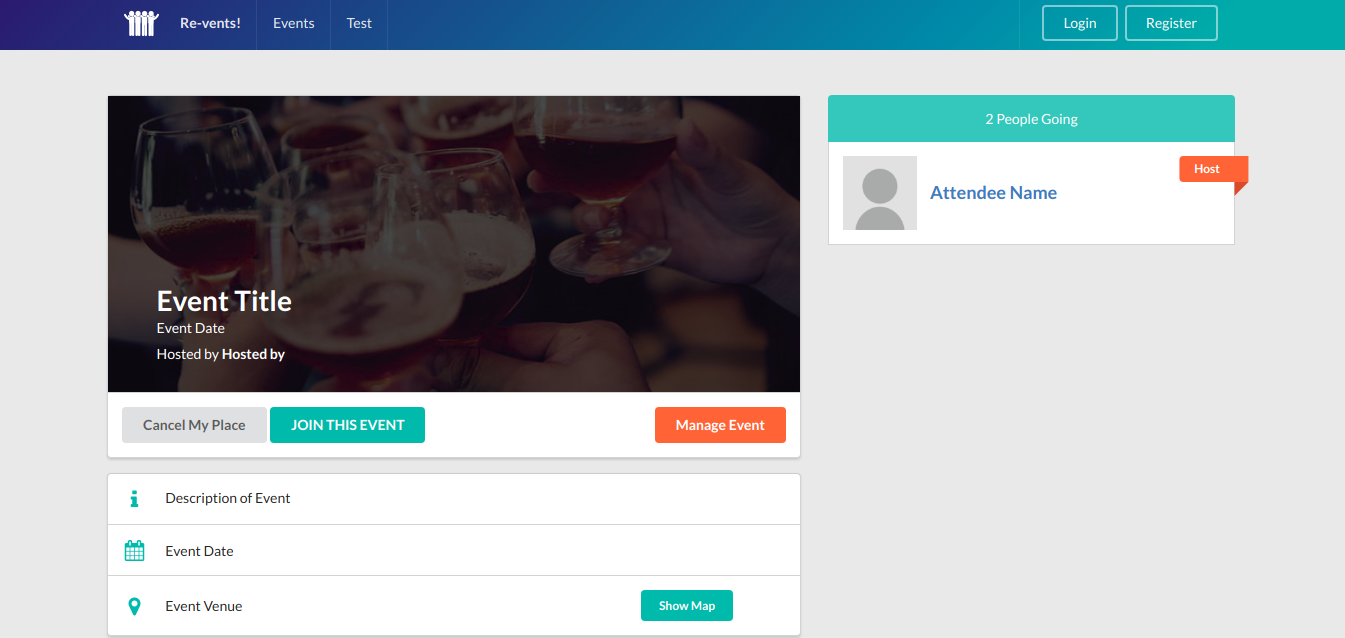 Re-vents!
Events
Test
Login
Register
Event Title
Event Date
Hosted by Hosted by
Cancel My Place
JOIN THIS EVENT
Manage Event
Description of Event
Event Date
Event Venue
Show Map
2 People Going
Attendee Name
Host